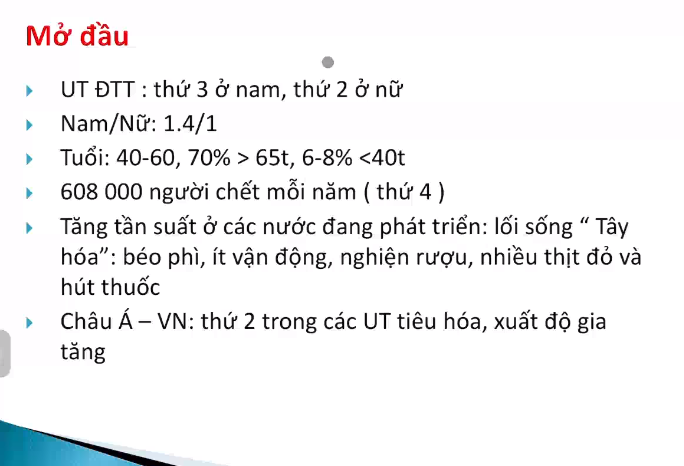 Mở đầu
UT ĐTT : thứ 3 ở nam, thứ 2 ở nữ
Nam/Nữ: 1.4/1
Tuổi: 40-60, 70% > 65t, 6-8% <40t
608 000 người chết mỗi năm ( thứ 4 )
Tăng tần suất ở các nước đang phát triển: lối sống “ Tây
hóa”: béo phì, ít vận động, nghiện rượu, nhiều thịt đỏ và
hút thuốc
Châu Á – VN: thứ 2 trong các UT tiêu hóa, xuất độ gia
tăng